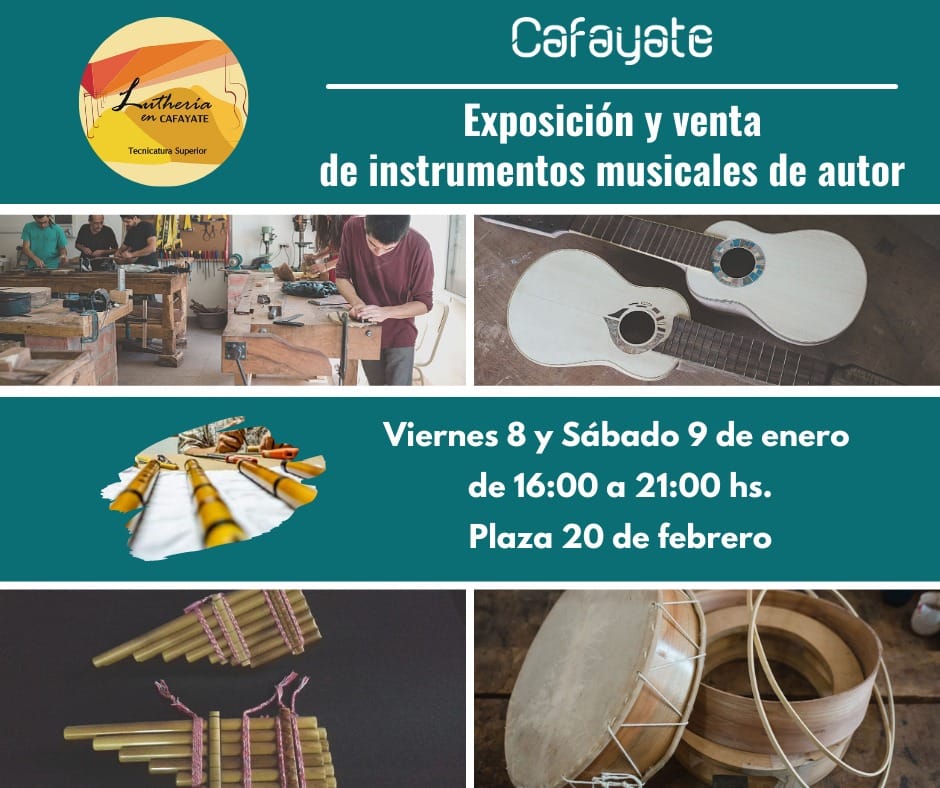 Luthería
en CAFAYATE
Tecnicatura Superior
Cafayate
Exposición y venta
de instrumentos musicales de autor
Viernes 8 y Sábado 9 de enero
de 16:00 a 21:00 hs.
Plaza 20 de febrero